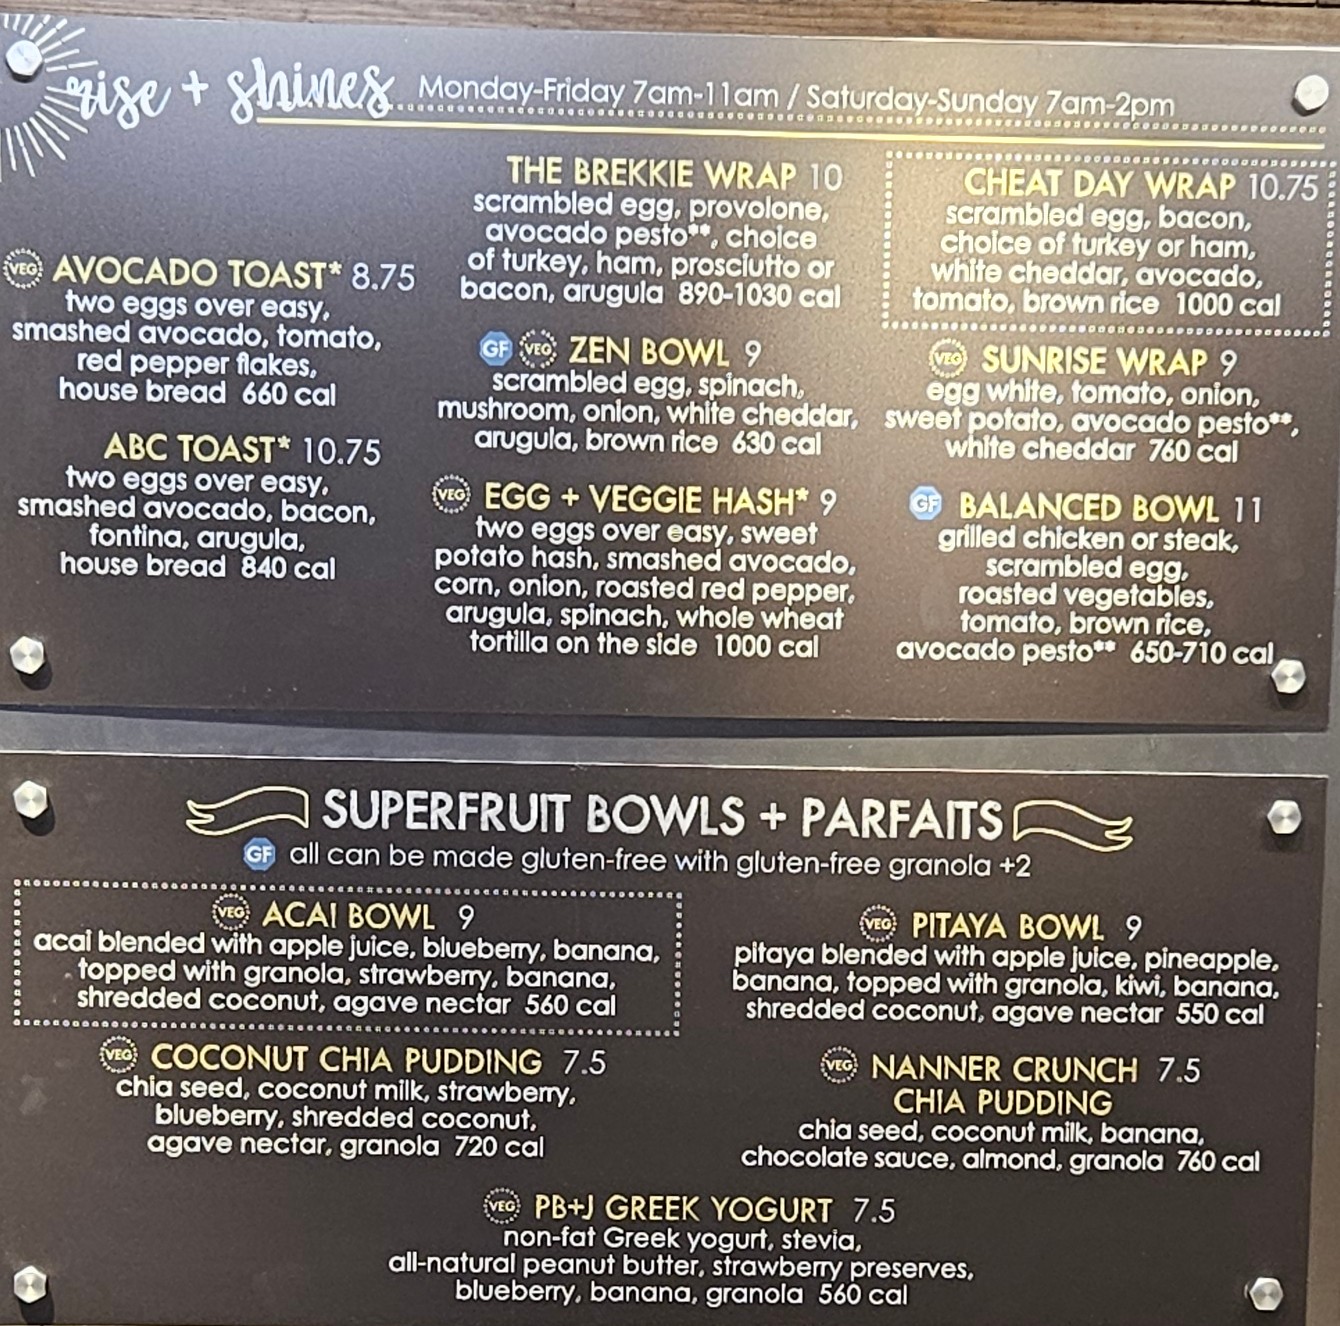 rise + shines Monday-Friday 7am-11am / Saturday-Sunday 7am-2pm
VEG AVOCADO TOAST* 8.75
two eggs over easy,
smashed avocado, tomato,
red pepper flakes,
house bread 660 cal
ABC TOAST* 10.75
two eggs over easy,
smashed avocado, bacon,
fontina, arugula,
house bread 840 cal
THE BREKKIE WRAP 10
scrambled egg, provolone,
avocado pesto**, choice
of turkey, ham, prosciutto or
bacon, arugula 890-1030 cal
GF VEG ZEN BOWL 9
scrambled egg, spinach,
mushroom, onion, white cheddar,
arugula, brown rice 630 cal
VEG EGG + VEGGIE HASH* 9
two eggs over easy, sweet
potato hash, smashed avocado,
corn, onion, roasted red pepper,
arugula, spinach, whole wheat
tortilla on the side 1000 cal
CHEAT DAY WRAP 10.75
scrambled egg, bacon,
choice of turkey or ham,
white cheddar, avocado,
tomato, brown rice 1000 cal
VEG SUNRISE WRAP 9
egg white, tomato, onion,
sweet potato, avocado pesto**,
white cheddar 760 cal
GF BALANCED BOWL 11
grilled chicken or steak,
scrambled egg,
roasted vegetables,
tomato, brown rice,
avocado pesto** 650-710 cal
SUPERFRUIT BOWLS + PARFAITS
GF all can be made gluten-free with gluten-free granola +2
VEG ACAI BOWL 9
acai blended with apple juice, blueberry, banana,
topped with granola, strawberry, banana,
shredded coconut, agave nectar 560 cal
VEG PITAYA BOWL 9
pitaya blended with apple juice, pineapple,
banana, topped with granola, kiwi, banana,
shredded coconut, agave nectar 550 cal
VEG COCONUT CHIA PUDDING 7.5
chia seed, coconut milk, strawberry,
blueberry, shredded coconut,
agave nectar, granola 720 cal
VEG NANNER CRUNCH 7.5
CHIA PUDDING
chia seed, coconut milk, banana,
chocolate sauce, almond, granola 760 cal
VEG PB+J GREEK YOGURT 7.5
non-fat Greek yogurt, stevia,
all-natural peanut butter, strawberry preserves,
blueberry, banana, granola 560 cal